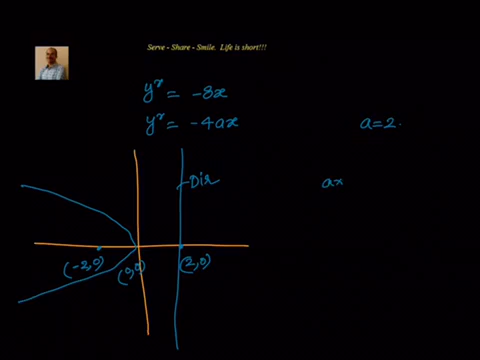 Serve - Share - Smile. Life is short!!!
y² = -8x
y² = -4ax
a=2.
Dir
ax
(-2,0)
(0,0)
(2,0)